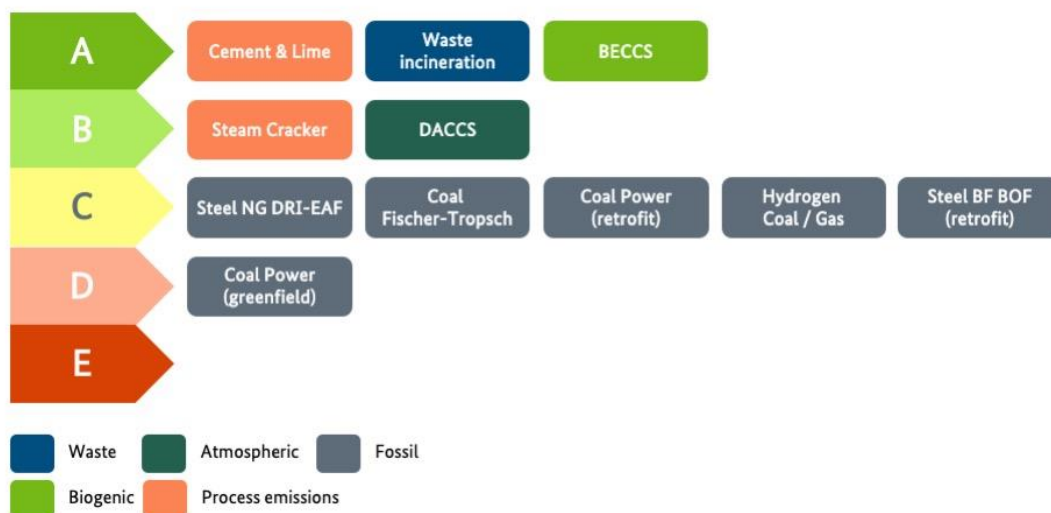 A
Cement & Lime
Waste
incineration
BECCS
B
Steam Cracker
DACCS
C
Steel NG DRI-EAF
Coal
Fischer-Tropsch
Coal Power
(retrofit)
Hydrogen
Coal / Gas
Steel BF BOF
(retrofit)
D
Coal Power
(greenfield)
E
Waste
Atmospheric
Fossil
Biogenic
Process emissions